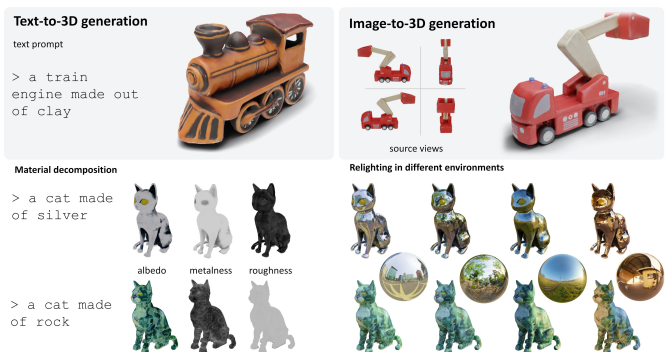 Text-to-3D generation
text prompt
> a train
engine made out
of clay
Image-to-3D generation
source views
Material decomposition
> a cat made
of silver
albedo metalness roughness
> a cat made
of rock
Relighting in different environments